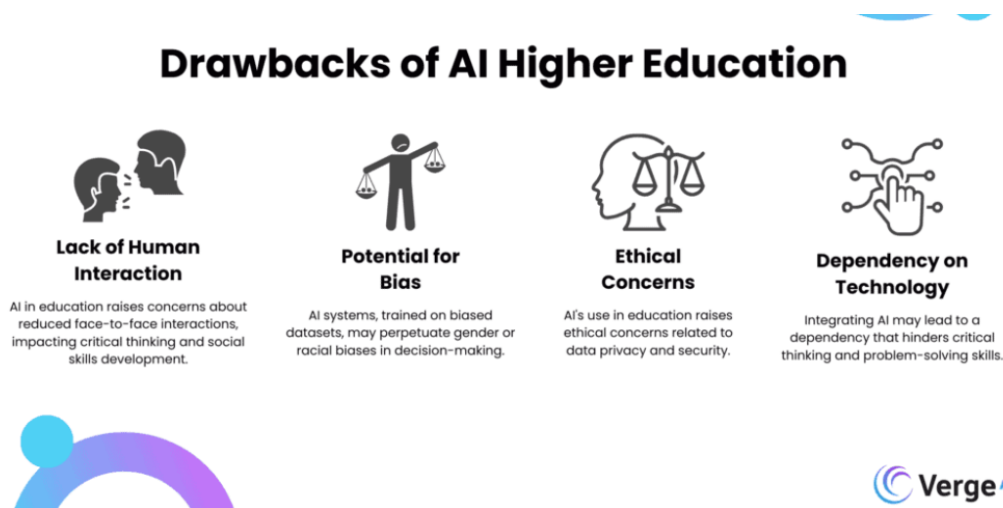 Drawbacks of AI Higher Education
Lack of Human
Interaction
AI in education raises concerns about
reduced face-to-face interactions,
impacting critical thinking and social
skills development.
Potential for
Bias
AI systems, trained on biased
datasets, may perpetuate gender or
racial biases in decision-making.
Ethical
Concerns
AI's use in education raises
ethical concerns related to
data privacy and security.
Dependency on
Technology
Integrating AI may lead to a
dependency that hinders critical
thinking and problem-solving skills.
Verge